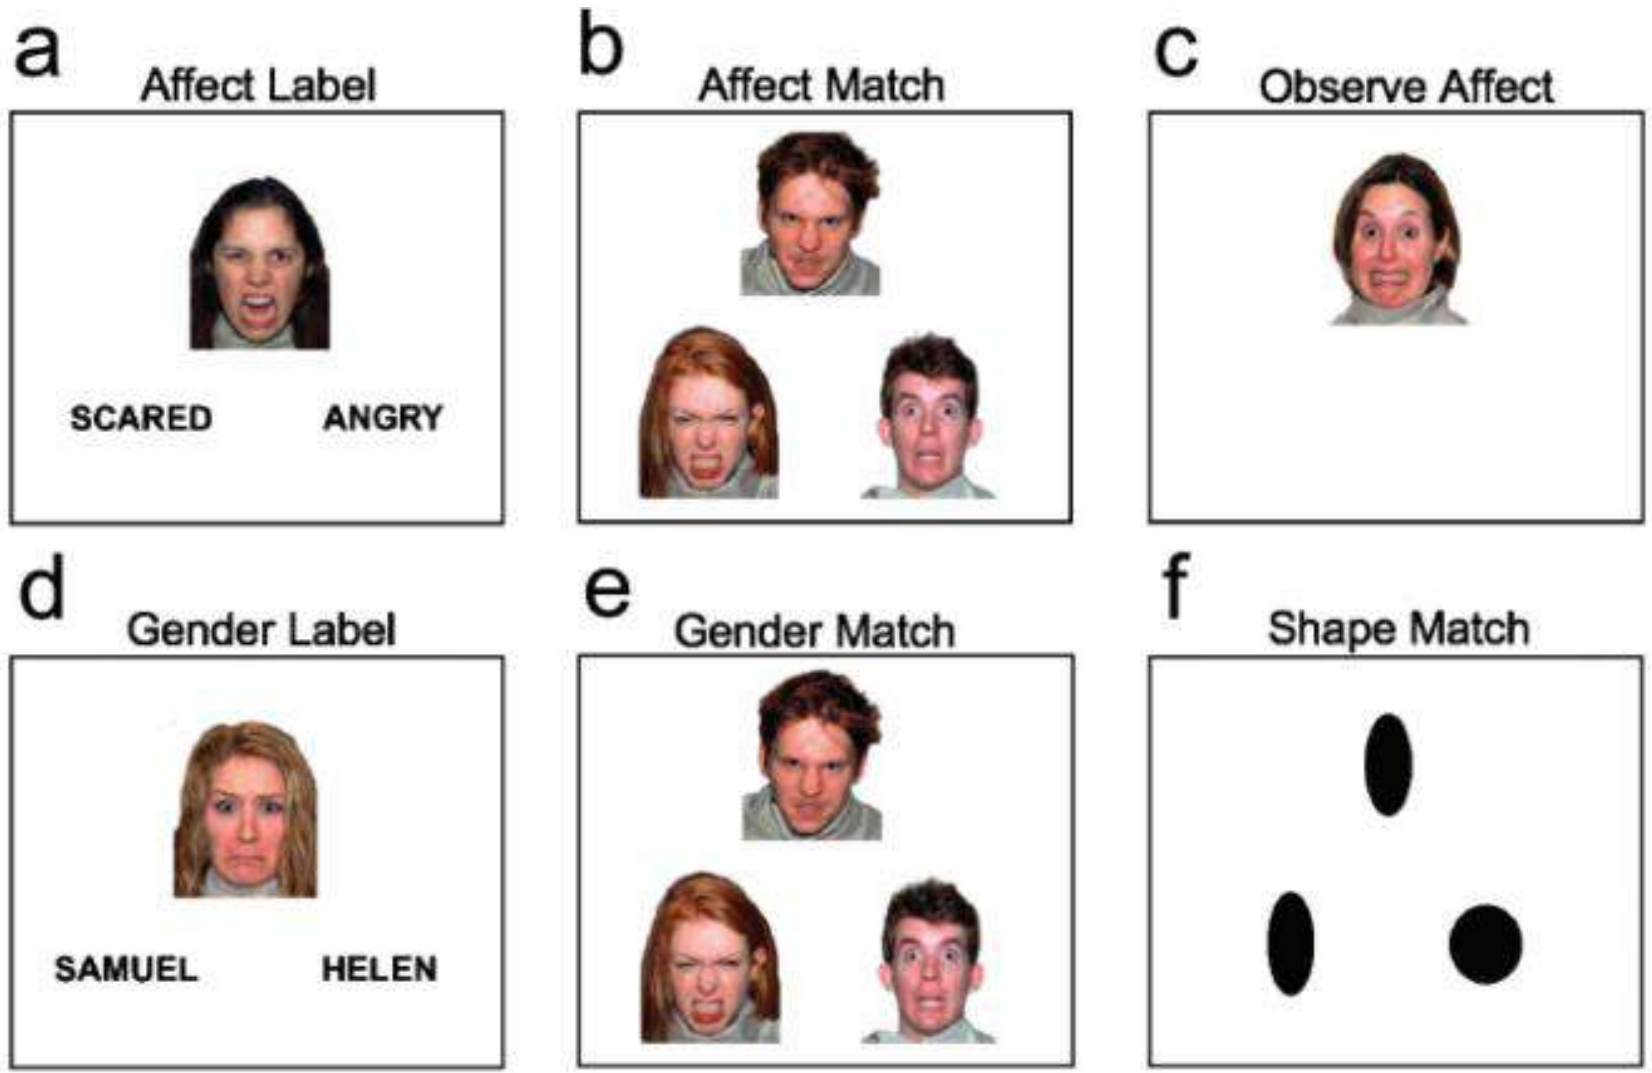 a
Affect Label
SCARED ANGRY
b
Affect Match
c
Observe Affect
d
Gender Label
SAMUEL HELEN
e
Gender Match
f
Shape Match